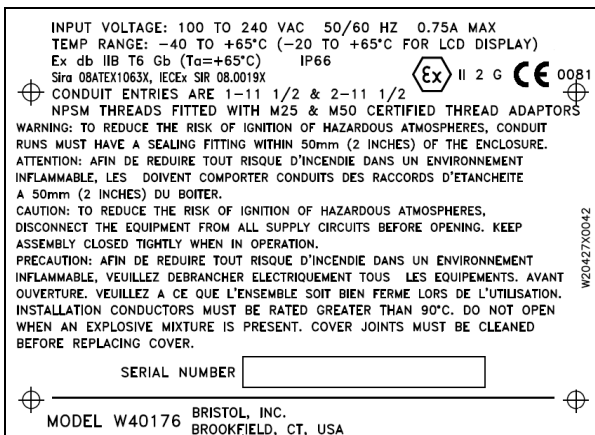 INPUT VOLTAGE: 100 TO 240 VAC 50/60 HZ 0.75A MAX
TEMP RANGE: -40 TO +65°C (-20 TO +65°C FOR LCD DISPLAY)
Ex db IIB T6 Gb (Ta=+65°C) IP66
Sira 08ATEX1063X, IECEx SIR 08.0019X Ex II 2 G CE 0081
CONDUIT ENTRIES ARE 1-11 1/2 & 2-11 1/2
NPSM THREADS FITTED WITH M25 & M50 CERTIFIED THREAD ADAPTORS
WARNING: TO REDUCE THE RISK OF IGNITION OF HAZARDOUS ATMOSPHERES, CONDUIT
RUNS MUST HAVE A SEALING FITTING WITHIN 50mm (2 INCHES) OF THE ENCLOSURE.
ATTENTION: AFIN DE REDUIRE TOUT RISQUE D'INCENDIE DANS UN ENVIRONNEMENT
INFLAMMABLE, LES DOIVENT COMPORTER CONDUITS DES RACCORDS D'ETANCHEITE
A 50mm (2 INCHES) DU BOITER.
CAUTION: TO REDUCE THE RISK OF IGNITION OF HAZARDOUS ATMOSPHERES,
DISCONNECT THE EQUIPMENT FROM ALL SUPPLY CIRCUITS BEFORE OPENING. KEEP
ASSEMBLY CLOSED TIGHTLY WHEN IN OPERATION.
PRECAUTION: AFIN DE REDUIRE TOUT RISQUE D'INCENDIE DANS UN ENVIRONNEMENT
INFLAMMABLE, VEUILLEZ DEBRANCHER ELECTRIQUEMENT TOUS LES EQUIPEMENTS. AVANT
OUVERTURE. VEUILLEZ A CE QUE L'ENSEMBLE SOIT BIEN FERME LORS DE L'UTILISATION.
INSTALLATION CONDUCTORS MUST BE RATED GREATER THAN 90°C. DO NOT OPEN
WHEN AN EXPLOSIVE MIXTURE IS PRESENT. COVER JOINTS MUST BE CLEANED
BEFORE REPLACING COVER.
W20427X0042
SERIAL NUMBER
MODEL W40176 BRISTOL, INC.
BROOKFIELD, CT, USA